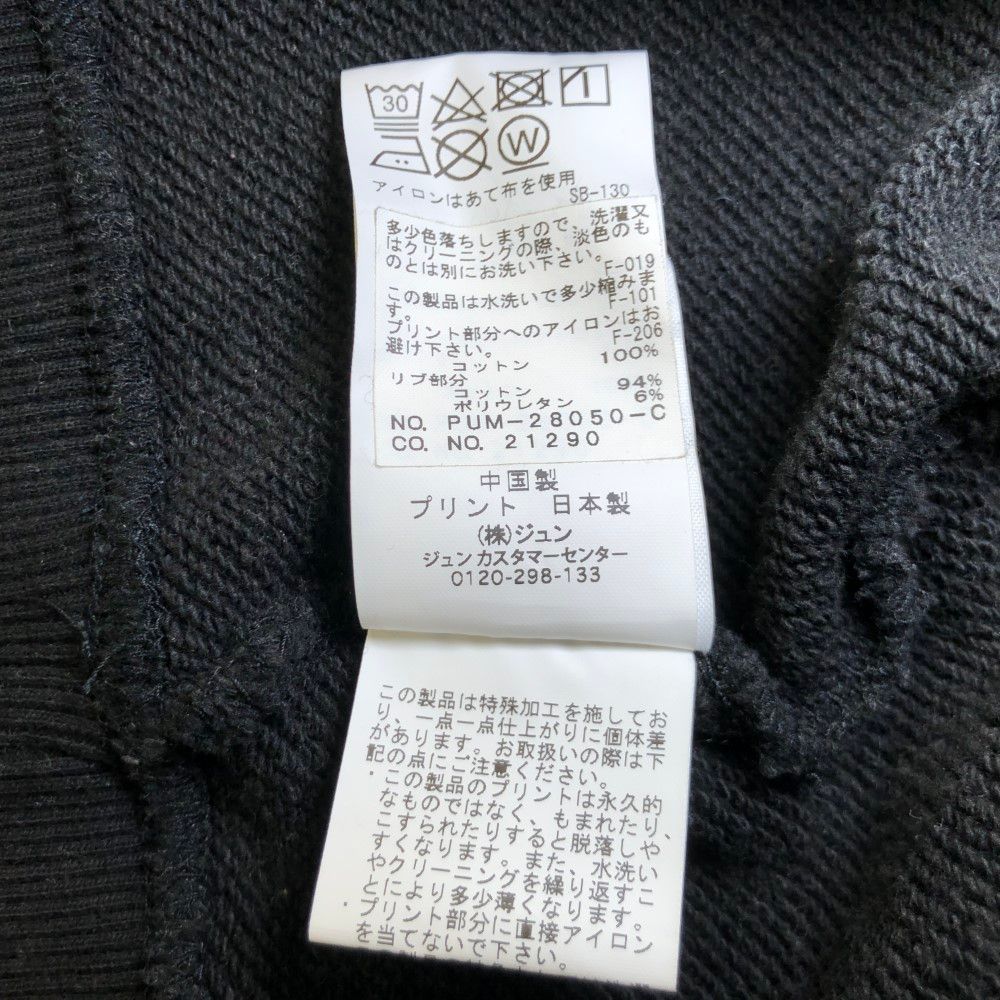 30
W
アイロンはあて布を使用
SB-130
多少色落ちしますので、洗濯又
はクリーニングの際、淡色のも
のとは別にお洗い下さい。
F-019
この製品は水洗いで多少縮みま
す。
F-101
プリント部分へのアイロンはお
避け下さい。
F-206
コットン 100%
リブ部分
コットン 94%
ポリウレタン 6%
NO. PUM-28050-C
CO. NO. 21290
中国製
プリント 日本製
(株)ジュン
ジュンカスタマーセンター
0120-298-133
この製品は特殊加工を施してお
り、一点一点仕上がりに個体差
があります。お取扱いの際は下
記の点にご注意ください。
・この製品のプリントは永久的
なものではなく、もまれたり、
こすられたりすると脱落しや
すくなります。また、水洗い
やクリーニングを繰り返すこ
とにより多少薄くなります。
・プリント部分に直接アイロン
を当てないで下さい。